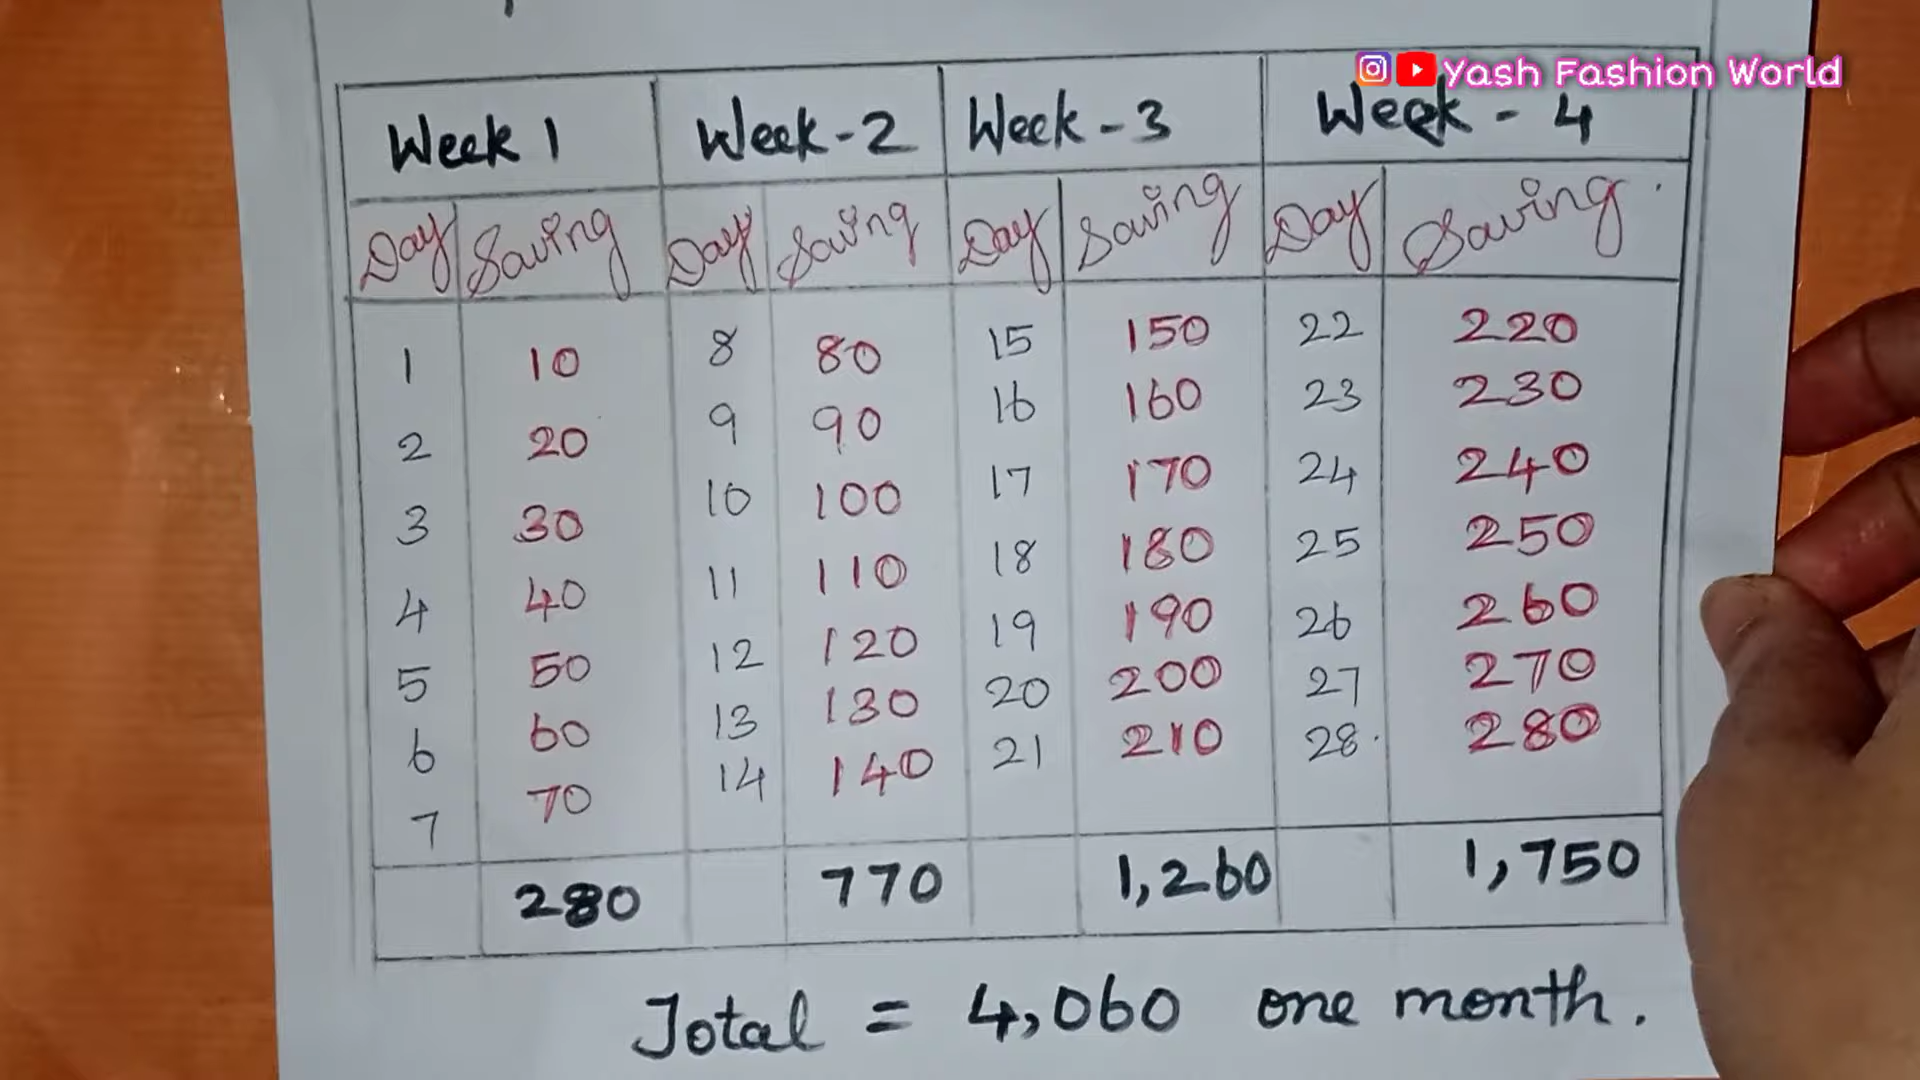 Yash Fashion World
Week 1 Week-2 Week-3 Week-4
Day Saving Day Saving Day Saving Day Saving
1 10 8 80 15 150 22 220
2 20 9 90 16 160 23 230
3 30 10 100 17 170 24 240
4 40 11 110 18 180 25 250
5 50 12 120 19 190 26 260
6 60 13 130 20 200 27 270
7 70 14 140 21 210 28. 280
280 770 1,260 1,750
Total = 4,060 one month.